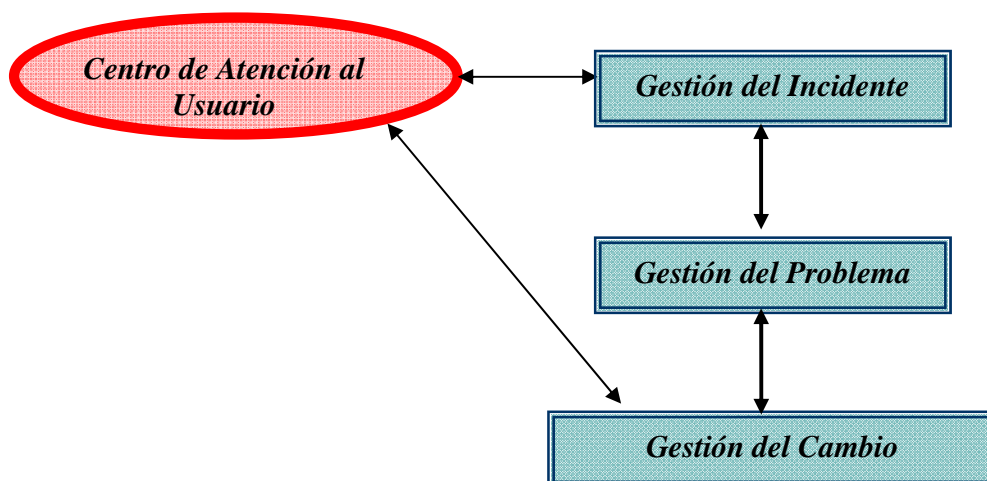 Centro de Atención al
Usuario
Gestión del Incidente
Gestión del Problema
Gestión del Cambio